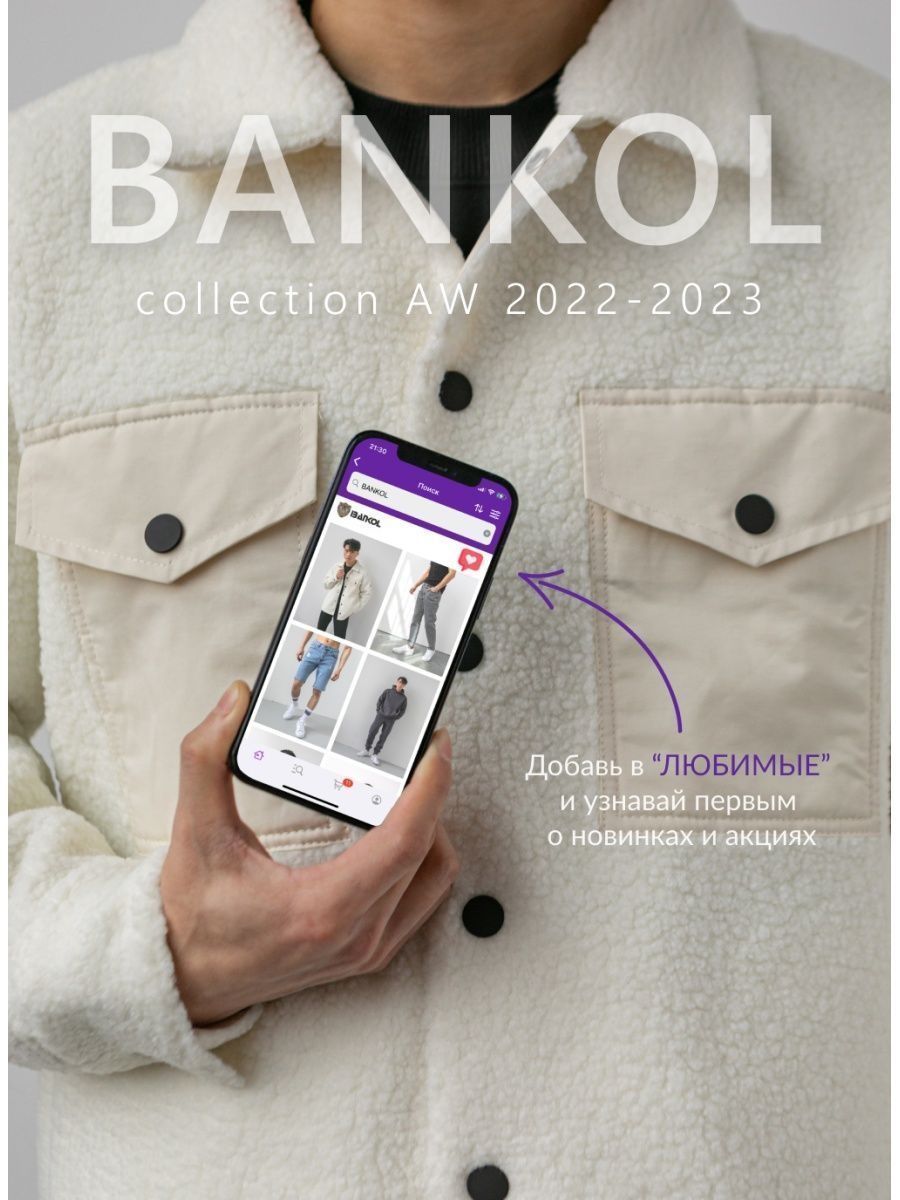 BANKOL
collection AW 2022-2023
21:30
Поиск
BANKOL
BANKOL
Добавь в “ЛЮБИМЫЕ”
и узнавай первым
о новинках и акциях